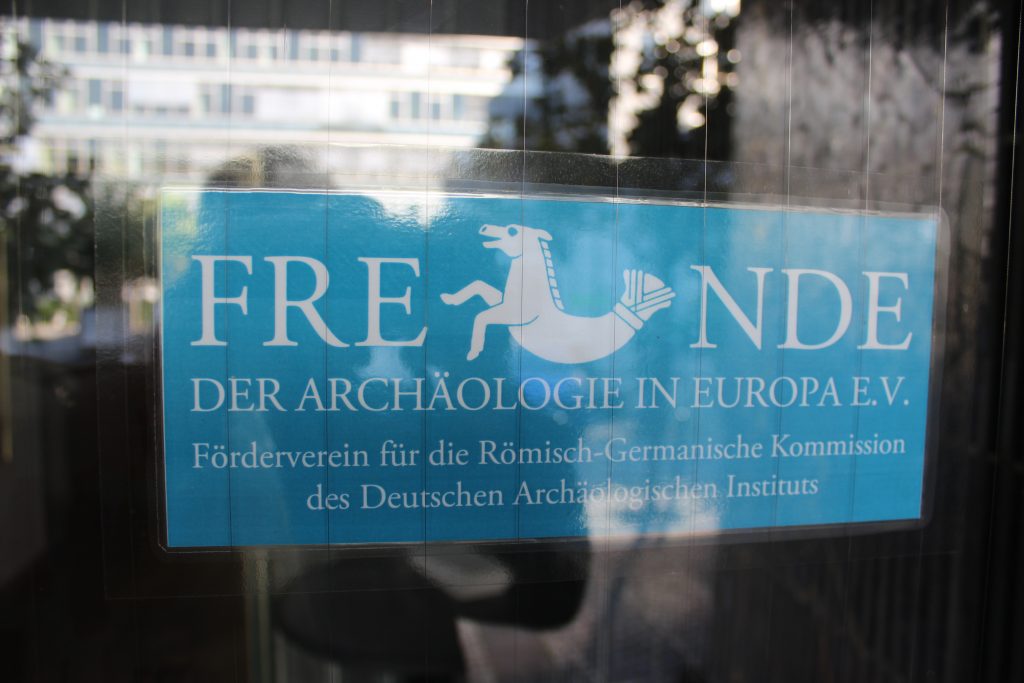 FRE NDE
DER ARCHÄOLOGIE IN EUROPA E.V.
Förderverein für die Römisch-Germanische Kommission
des Deutschen Archäologischen Instituts